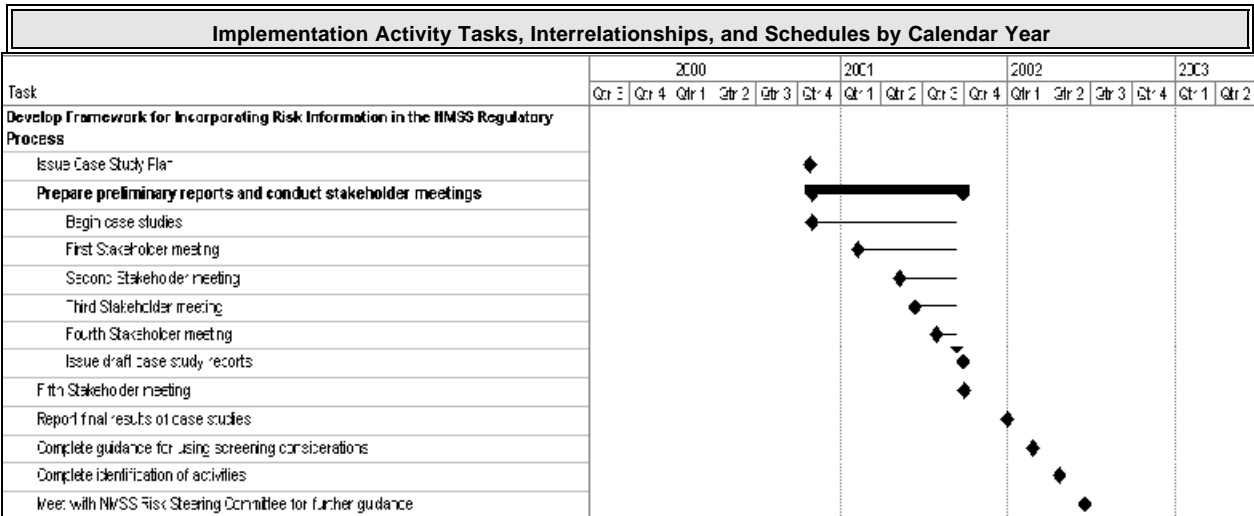 Implementation Activity Tasks, Interrelationships, and Schedules by Calendar Year
2000 2001 2002 2003
Task Qtr 3 Qtr 4 Qtr 1 Qtr 2 Qtr 3 Qtr 4 Qtr 1 Qtr 2 Qtr 3 Qtr 4 Qtr 1 Qtr 2 Qtr 3 Qtr 4 Qtr 1 Qtr 2
Develop Framework for Incorporating Risk Information in the NMSS Regulatory
Process
Issue Case Study Plan
Prepare preliminary reports and conduct stakeholder meetings
Begin case studies
First Stakeholder meeting
Second Stakeholder meeting
Third Stakeholder meeting
Fourth Stakeholder meeting
Issue draft case study reports
Fifth Stakeholder meeting
Report final results of case studies
Complete guidance for using screening considerations
Complete identification of activities
Meet with NMSS Risk Steering Committee for further guidance